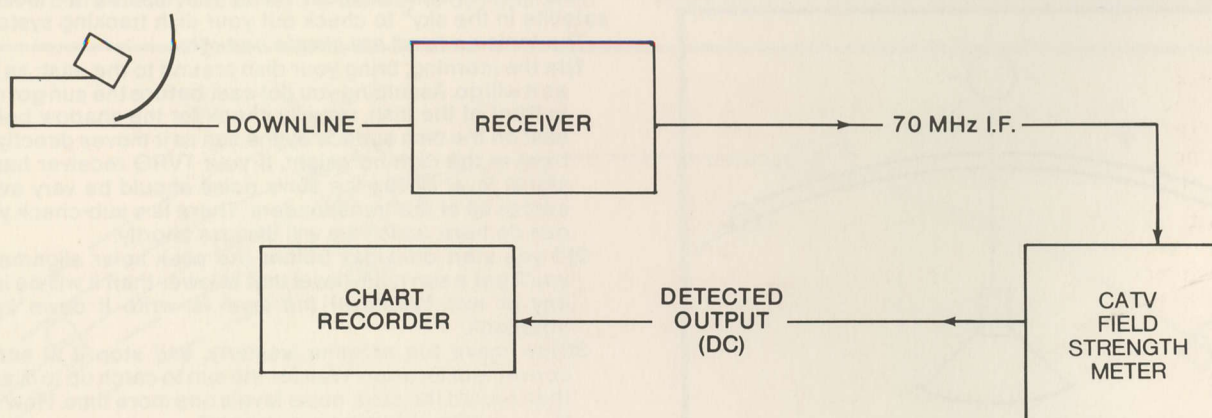 DOWNLINE
RECEIVER
70 MHz I.F.
CHART
RECORDER
DETECTED
OUTPUT
(DC)
CATV
FIELD
STRENGTH
METER